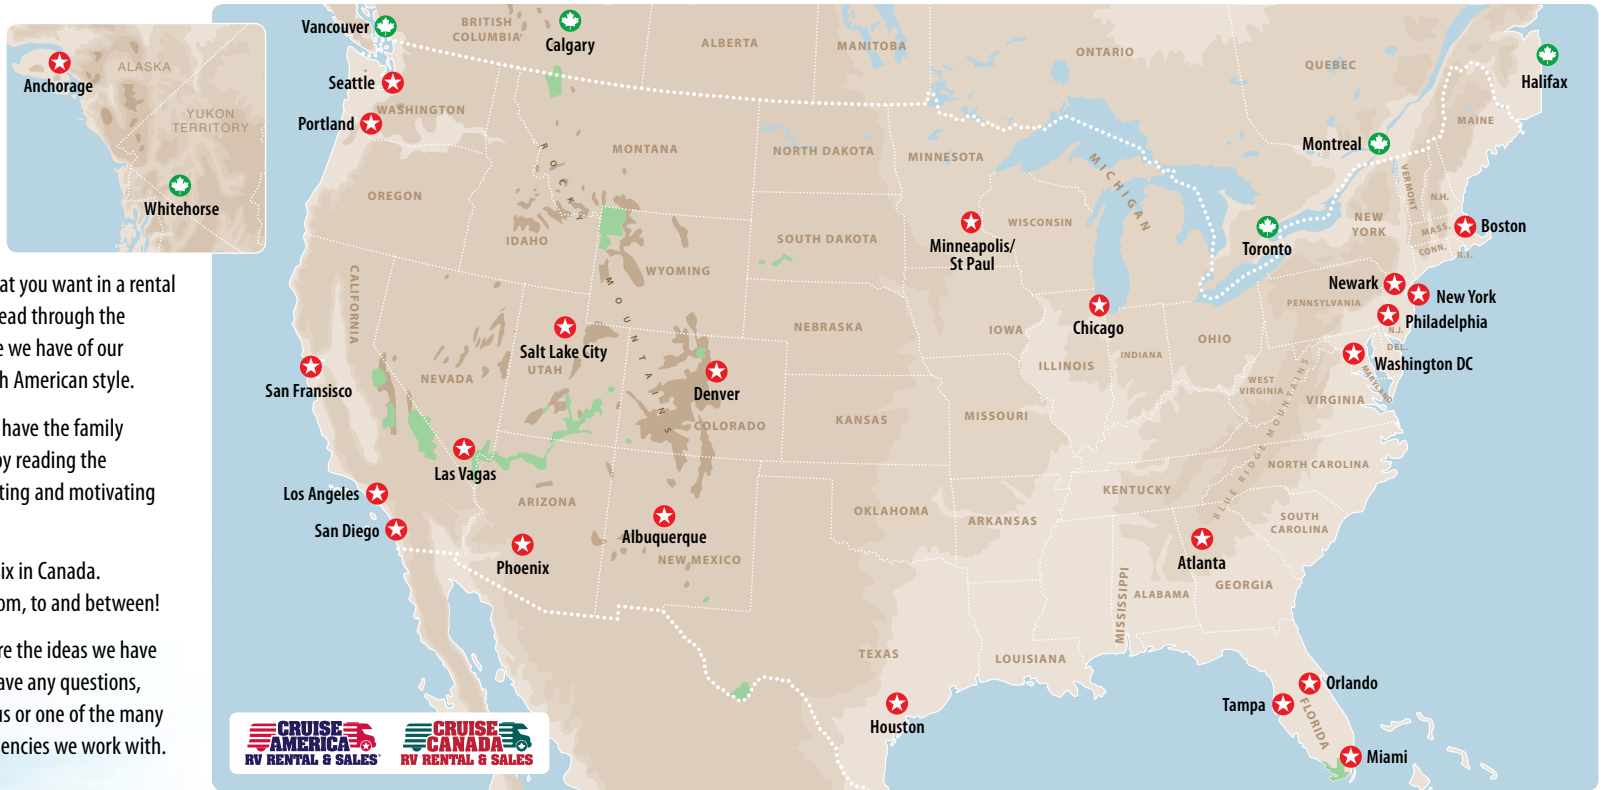 ALASKA
Anchorage
YUKON
TERRITORY
Whitehorse
at you want in a rental
ead through the
e we have of our
h American style.
have the family
by reading the
ting and motivating
six in Canada.
om, to and between!
re the ideas we have
ave any questions,
us or one of the many
encies we work with.
Vancouver
BRITISH
COLUMBIA
Calgary
ALBERTA
MANITOBA
ONTARIO
QUEBEC
Halifax
Seattle
WASHINGTON
Portland
MAINE
Montreal
ROCKY
MONTANA
NORTH DAKOTA
MINNESOTA
MICHIGAN
VERMONT
N.H.
OREGON
IDAHO
WYOMING
SOUTH DAKOTA
Minneapolis/
St Paul
WISCONSIN
Toronto
NEW
YORK
MASS.
Boston
CONN.
R.I.
CALIFORNIA
MOUNTAINS
Newark
New York
PENNSYLVANIA
Philadelphia
N.J.
DEL.
Salt Lake City
UTAH
NEBRASKA
IOWA
Chicago
ILLINOIS
INDIANA
OHIO
Washington DC
MARYLAND
San Fransisco
NEVADA
Denver
COLORADO
KANSAS
MISSOURI
WEST
VIRGINIA
VIRGINIA
BLUE RIDGE MOUNTAINS
Las Vagas
NORTH CAROLINA
Los Angeles
ARIZONA
KENTUCKY
San Diego
Albuquerque
OKLAHOMA
ARKANSAS
SOUTH
CAROLINA
Phoenix
NEW MEXICO
Atlanta
MISSISSIPPI
ALABAMA
GEORGIA
TEXAS
LOUISIANA
Houston
Orlando
Tampa
FLORIDA
Miami
CRUISE
AMERICA
RV RENTAL & SALES
CRUISE
CANADA
RV RENTAL & SALES